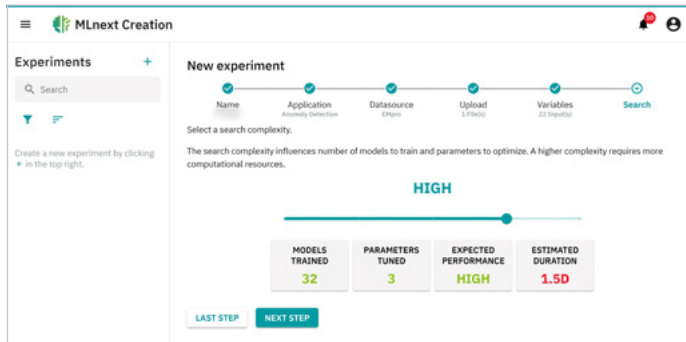 MLnext Creation
10
Experiments +
Search
Create a new experiment by clicking
+ in the top right.
New experiment
Name
Application
Anomaly Detection
Datasource
EMpro
Upload
1 File(s)
Variables
22 Input(s)
Search
Select a search complexity.
The search complexity influences number of models to train and parameters to optimize. A higher complexity requires more
computational resources.
HIGH
MODELS
TRAINED
32
PARAMETERS
TUNED
3
EXPECTED
PERFORMANCE
HIGH
ESTIMATED
DURATION
1.5D
LAST STEP
NEXT STEP